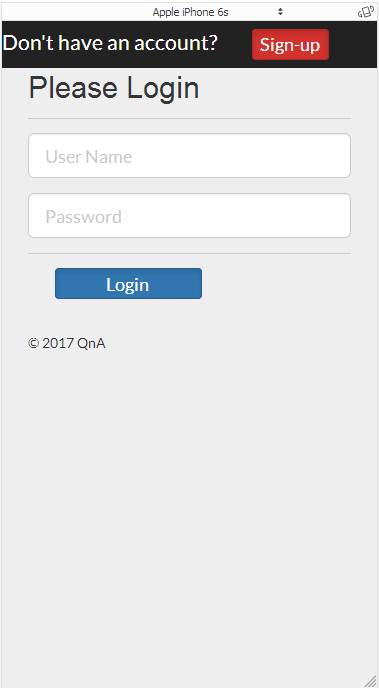 Apple iPhone 6s
Don't have an account? Sign-up
Please Login
User Name
Password
Login
© 2017 QnA